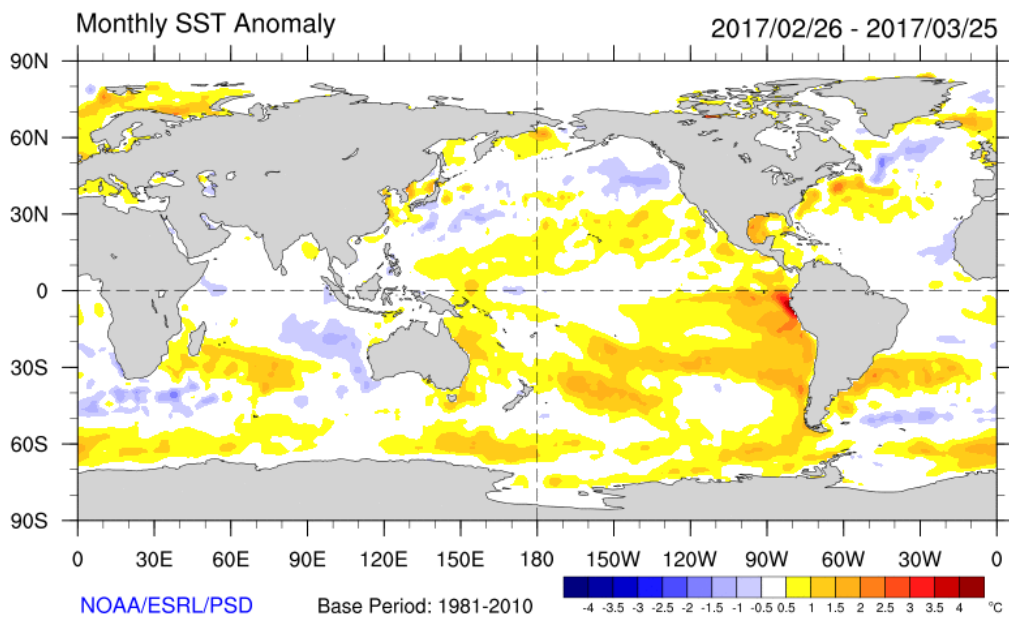 Monthly SST Anomaly 2017/02/26 - 2017/03/25
90N
60N
30N
0
30S
60S
90S
0 30E 60E 90E 120E 150E 180 150W 120W 90W 60W 30W 0
NOAA/ESRL/PSD Base Period: 1981-2010
-4 -3.5 -3 -2.5 -2 -1.5 -1 -0.5 0.5 1 1.5 2 2.5 3 3.5 4 °C